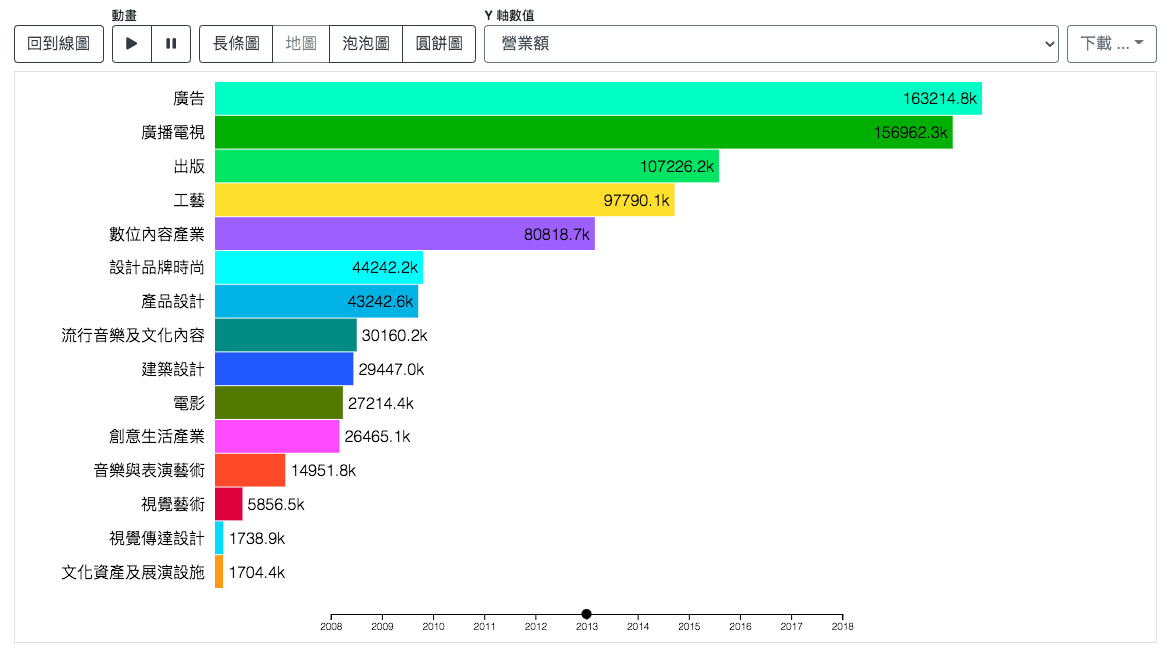 動畫
Y 軸數值
回到線圖
長條圖
地圖
泡泡圖
圓餅圖
營業額
下載 ...
廣告 163214.8k
廣播電視 156962.3k
出版 107226.2k
工藝 97790.1k
數位內容產業 80818.7k
設計品牌時尚 44242.2k
產品設計 43242.6k
流行音樂及文化內容 30160.2k
建築設計 29447.0k
電影 27214.4k
創意生活產業 26465.1k
音樂與表演藝術 14951.8k
視覺藝術 5856.5k
視覺傳達設計 1738.9k
文化資產及展演設施 1704.4k
2008 2009 2010 2011 2012 2013 2014 2015 2016 2017 2018